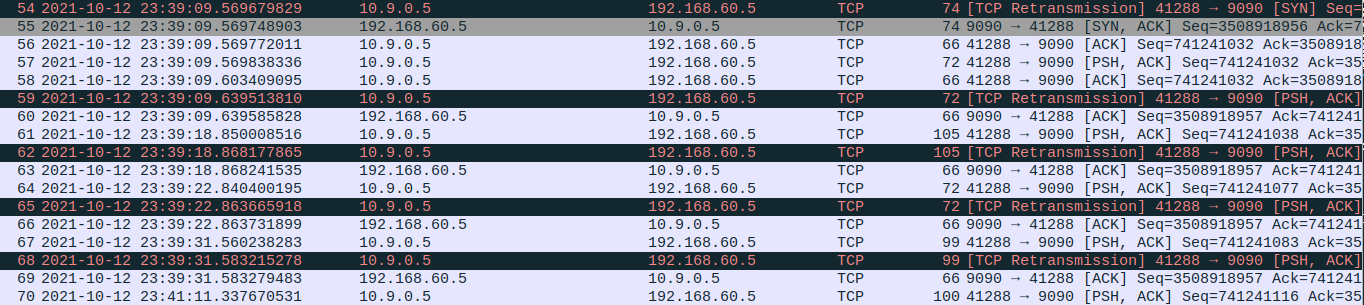 54 2021-10-12 23:39:09.569679829 10.9.0.5 192.168.60.5 TCP 74 [TCP Retransmission] 41288 → 9090 [SYN] Seq=
55 2021-10-12 23:39:09.569748903 192.168.60.5 10.9.0.5 TCP 74 9090 → 41288 [SYN, ACK] Seq=3508918956 Ack=7
56 2021-10-12 23:39:09.569772011 10.9.0.5 192.168.60.5 TCP 66 41288 → 9090 [ACK] Seq=741241032 Ack=3508918
57 2021-10-12 23:39:09.569838336 10.9.0.5 192.168.60.5 TCP 72 41288 → 9090 [PSH, ACK] Seq=741241032 Ack=35
58 2021-10-12 23:39:09.603409095 10.9.0.5 192.168.60.5 TCP 66 41288 → 9090 [ACK] Seq=741241032 Ack=3508918
59 2021-10-12 23:39:09.639513810 10.9.0.5 192.168.60.5 TCP 72 [TCP Retransmission] 41288 → 9090 [PSH, ACK]
60 2021-10-12 23:39:09.639585828 192.168.60.5 10.9.0.5 TCP 66 9090 → 41288 [ACK] Seq=3508918957 Ack=741241
61 2021-10-12 23:39:18.850008516 10.9.0.5 192.168.60.5 TCP 105 41288 → 9090 [PSH, ACK] Seq=741241038 Ack=35
62 2021-10-12 23:39:18.868177865 10.9.0.5 192.168.60.5 TCP 105 [TCP Retransmission] 41288 → 9090 [PSH, ACK]
63 2021-10-12 23:39:18.868241535 192.168.60.5 10.9.0.5 TCP 66 9090 → 41288 [ACK] Seq=3508918957 Ack=741241
64 2021-10-12 23:39:22.840400195 10.9.0.5 192.168.60.5 TCP 72 41288 → 9090 [PSH, ACK] Seq=741241077 Ack=35
65 2021-10-12 23:39:22.863665918 10.9.0.5 192.168.60.5 TCP 72 [TCP Retransmission] 41288 → 9090 [PSH, ACK]
66 2021-10-12 23:39:22.863731899 192.168.60.5 10.9.0.5 TCP 66 9090 → 41288 [ACK] Seq=3508918957 Ack=741241
67 2021-10-12 23:39:31.560238283 10.9.0.5 192.168.60.5 TCP 99 41288 → 9090 [PSH, ACK] Seq=741241083 Ack=35
68 2021-10-12 23:39:31.583215278 10.9.0.5 192.168.60.5 TCP 99 [TCP Retransmission] 41288 → 9090 [PSH, ACK]
69 2021-10-12 23:39:31.583279483 192.168.60.5 10.9.0.5 TCP 66 9090 → 41288 [ACK] Seq=3508918957 Ack=741241
70 2021-10-12 23:41:11.337670531 10.9.0.5 192.168.60.5 TCP 100 41288 → 9090 [PSH, ACK] Seq=741241116 Ack=35